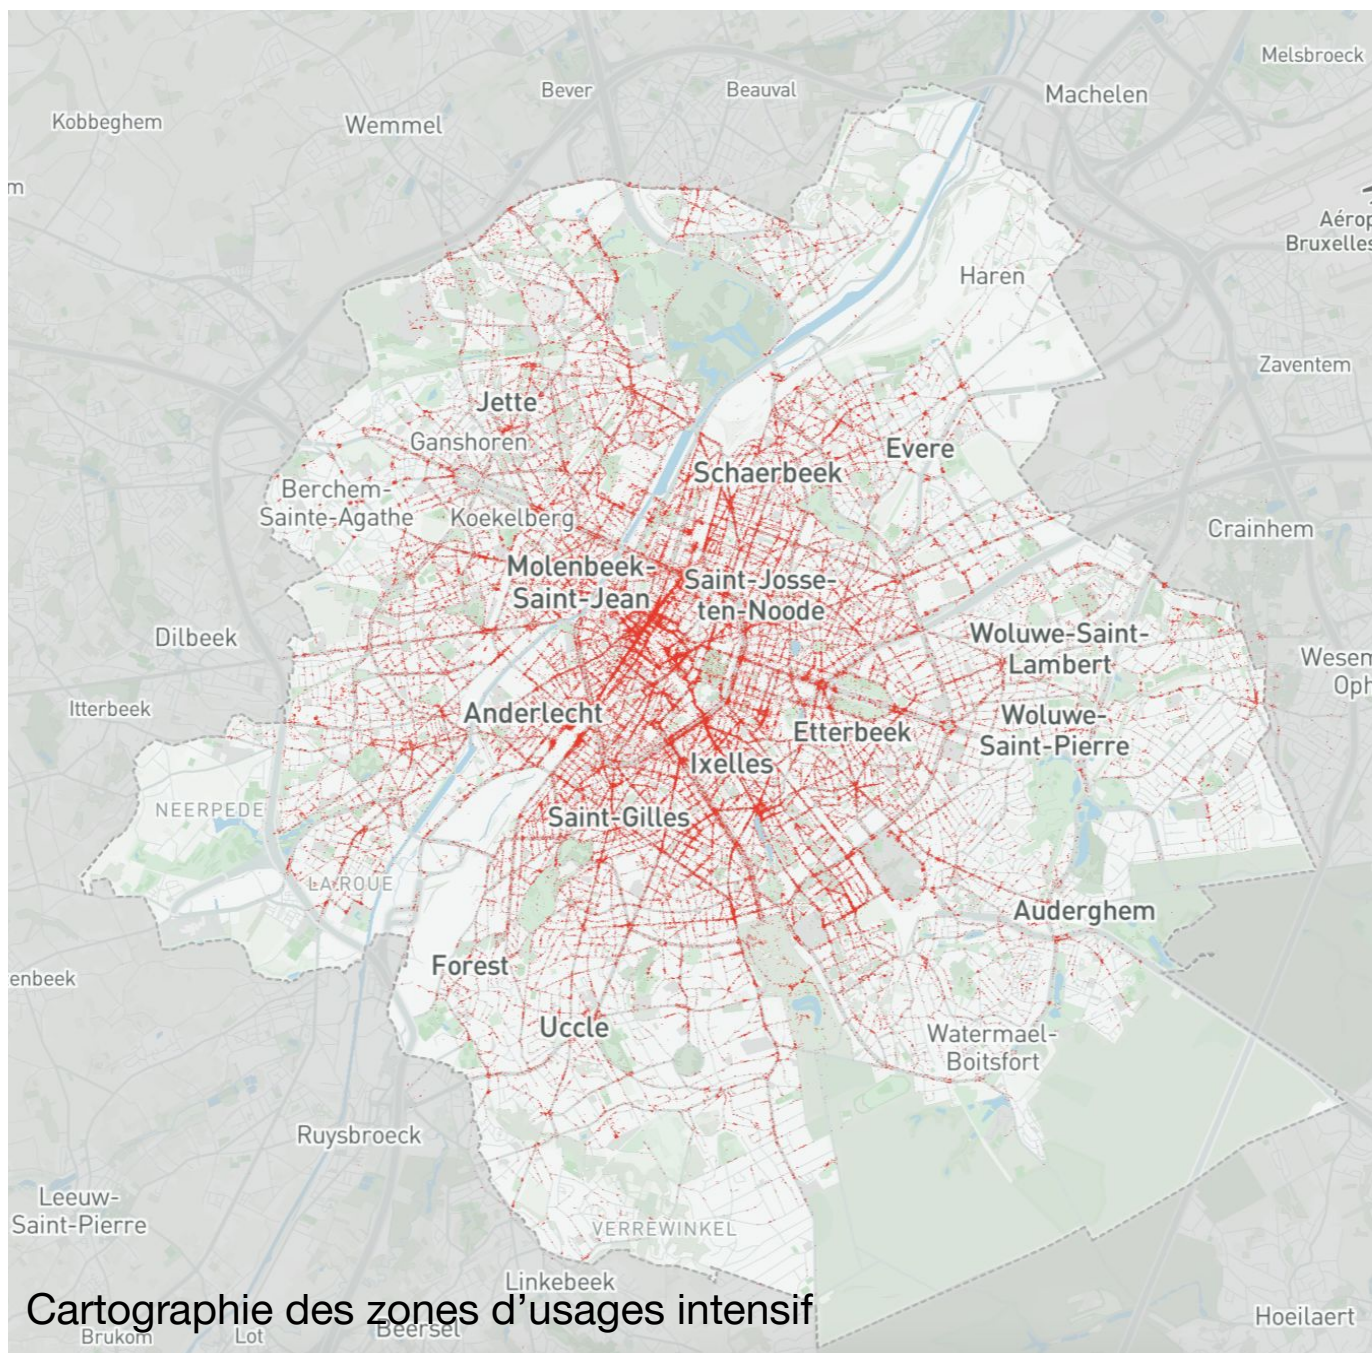 Melsbroeck
Bever
Beauval
Machelen
Kobbeghem
Wemmel
m
Aérop
Bruxelles
Haren
Zaventem
Jette
Ganshoren
Evere
Schaerbeek
Berchem-
Sainte-Agathe
Koekelberg
Crainhem
Molenbeek-
Saint-Jean
Saint-Josse-
ten-Noode
Dilbeek
Woluwe-Saint-
Lambert
Wesem
Oph
Itterbeek
Anderlecht
Woluwe-
Saint-Pierre
Etterbeek
Ixelles
NEERPEDE
Saint-Gilles
LA ROUE
Auderghem
Forest
enbeek
Uccle
Watermael-
Boitsfort
Ruysbroeck
Leeuw-
Saint-Pierre
VERREWINKEL
Linkebeek
Cartographie des zones d’usages intensif
Hoeilaert
Brukom
Lot
Beersel